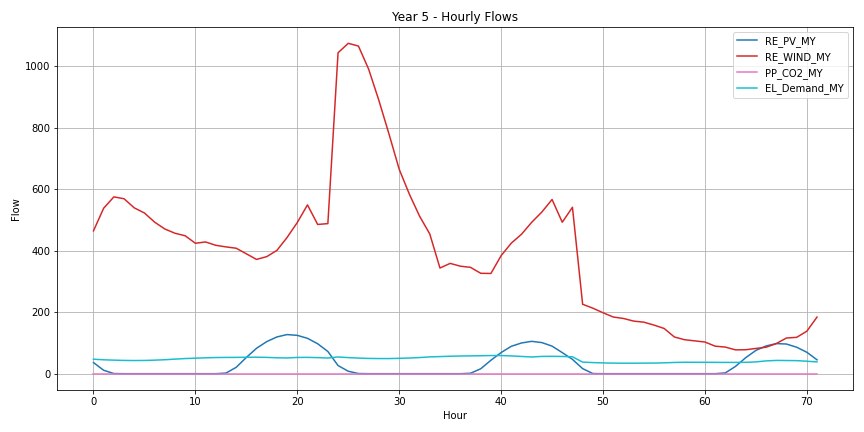 Year 5 - Hourly Flows
RE_PV_MY
RE_WIND_MY
PP_CO2_MY
EL_Demand_MY
Flow
1000
800
600
400
200
0
0 10 20 30 40 50 60 70
Hour